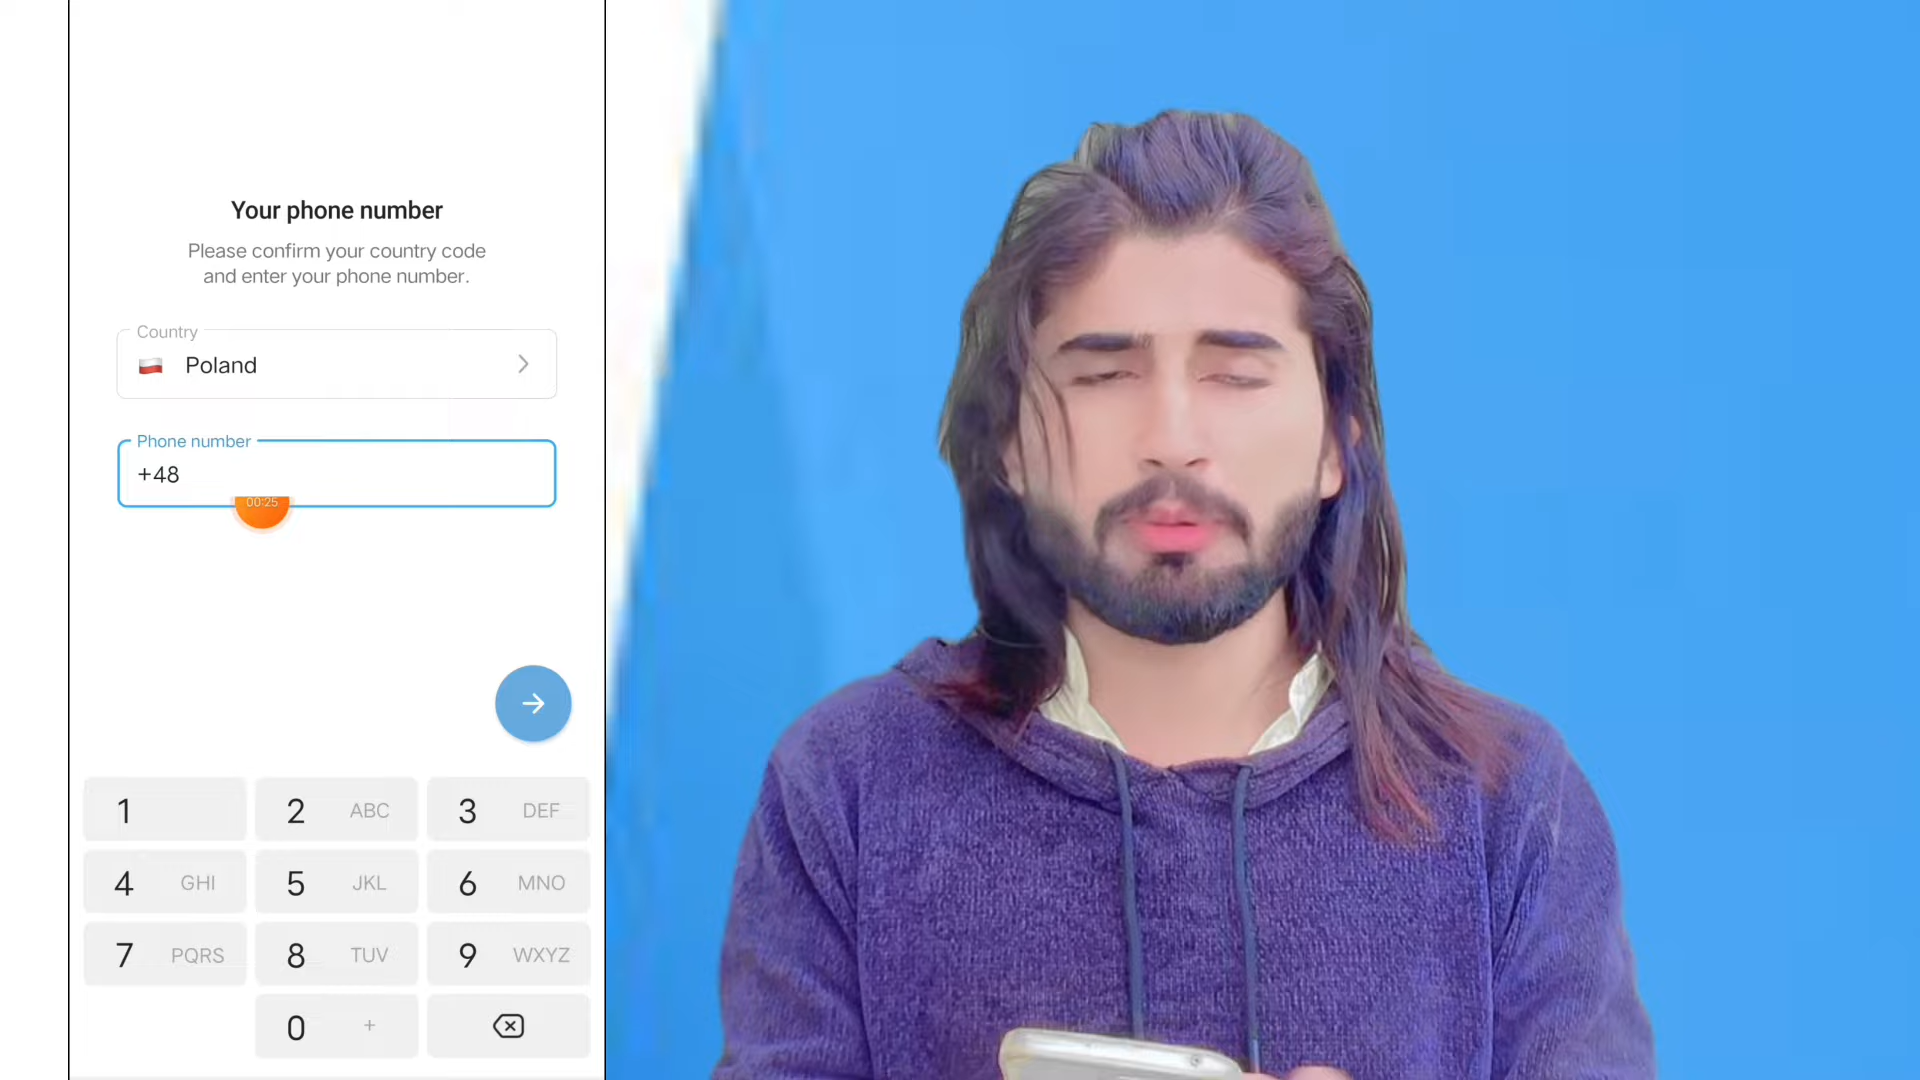 Your phone number
Please confirm your country code
and enter your phone number.
Country
Poland
Phone number
+48
00:25
1
2 ABC
3 DEF
4 GHI
5 JKL
6 MNO
7 PQRS
8 TUV
9 WXYZ
0 +